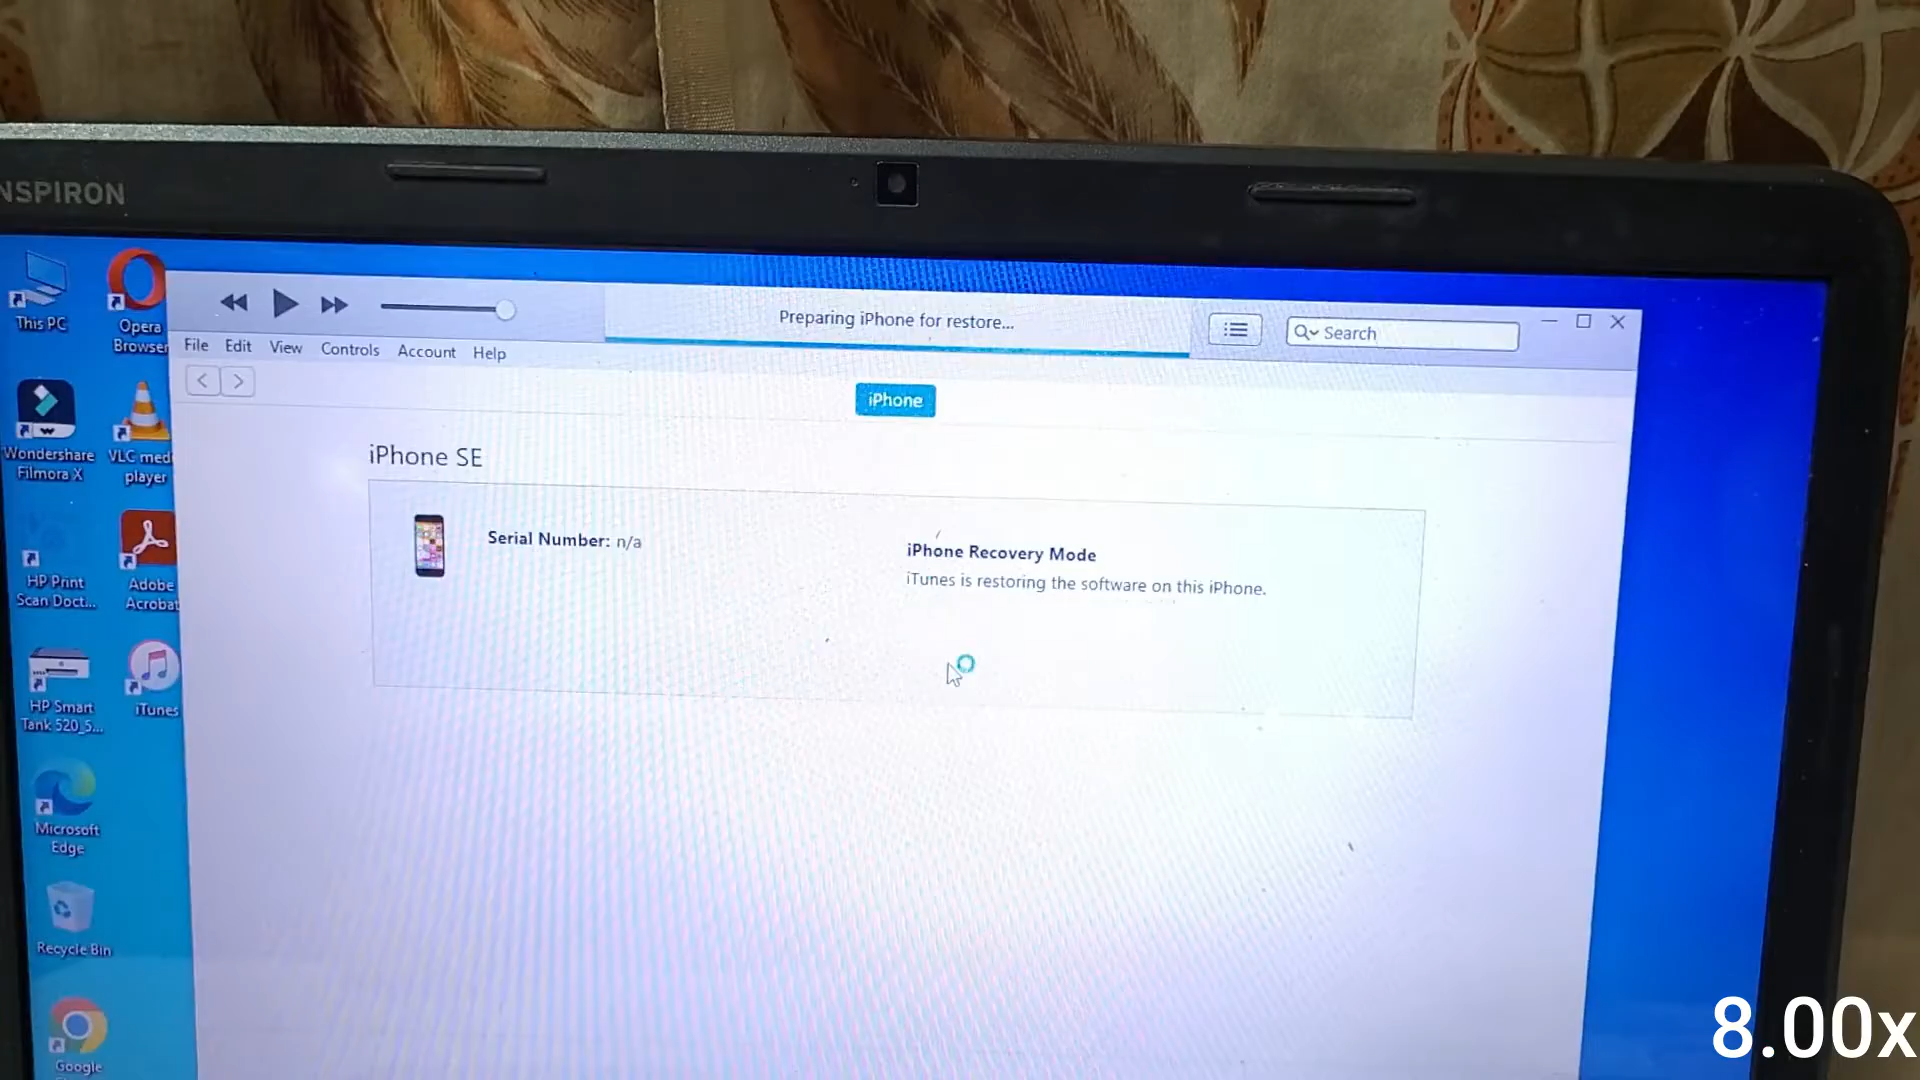 NSPIRON
This PC
Opera
Browser
Preparing iPhone for restore...
Search
File Edit View Controls Account Help
iPhone
Wondershare
Filmora X
VLC medi
player
iPhone SE
Serial Number: n/a
iPhone Recovery Mode
iTunes is restoring the software on this iPhone.
HP Print
Scan Doct...
Adobe
Acrobat
HP Smart
Tank 520_5...
iTunes
Microsoft
Edge
Recycle Bin
Google
8.00x